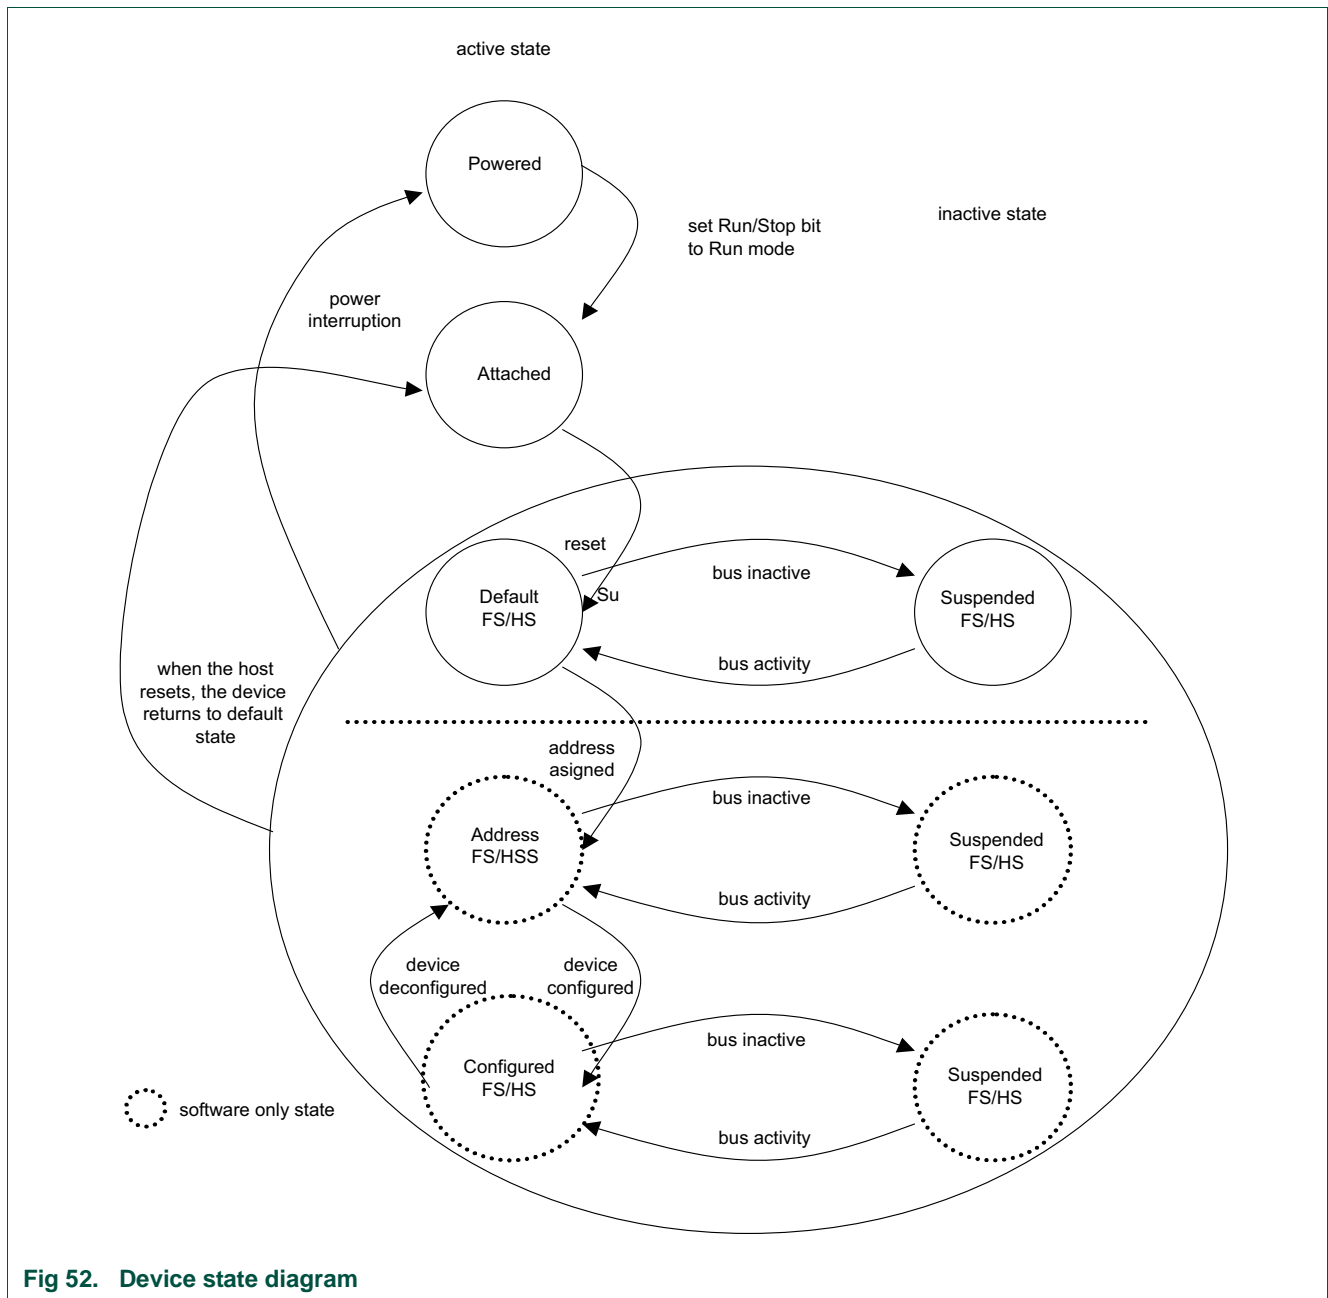 active state
Powered
inactive state
set Run/Stop bit
to Run mode
power
interruption
Attached
reset
bus inactive
Su
Default
FS/HS
Suspended
FS/HS
bus activity
when the host
resets, the device
returns to default
state
address
asigned
bus inactive
Address
FS/HSS
Suspended
FS/HS
bus activity
device
deconfigured
device
configured
bus inactive
Configured
FS/HS
Suspended
FS/HS
software only state
bus activity
Fig 52. Device state diagram